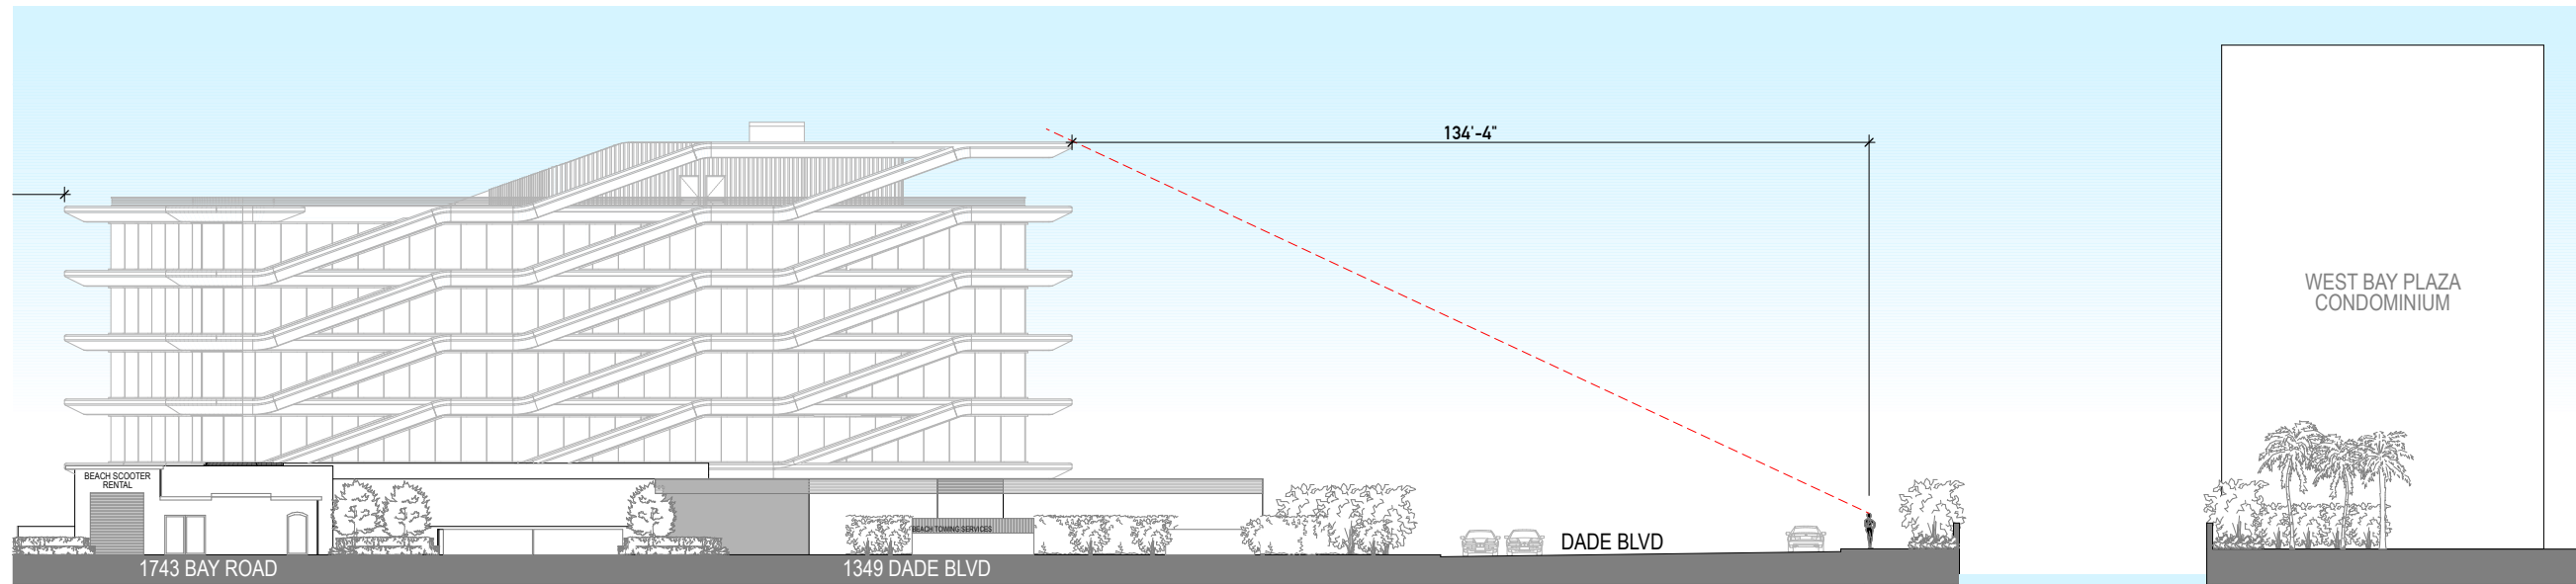 134'-4"
WEST BAY PLAZA
CONDOMINIUM
BEACH SCOOTER
RENTAL
BEACH TOWING SERVICES
DADE BLVD
1743 BAY ROAD
1349 DADE BLVD